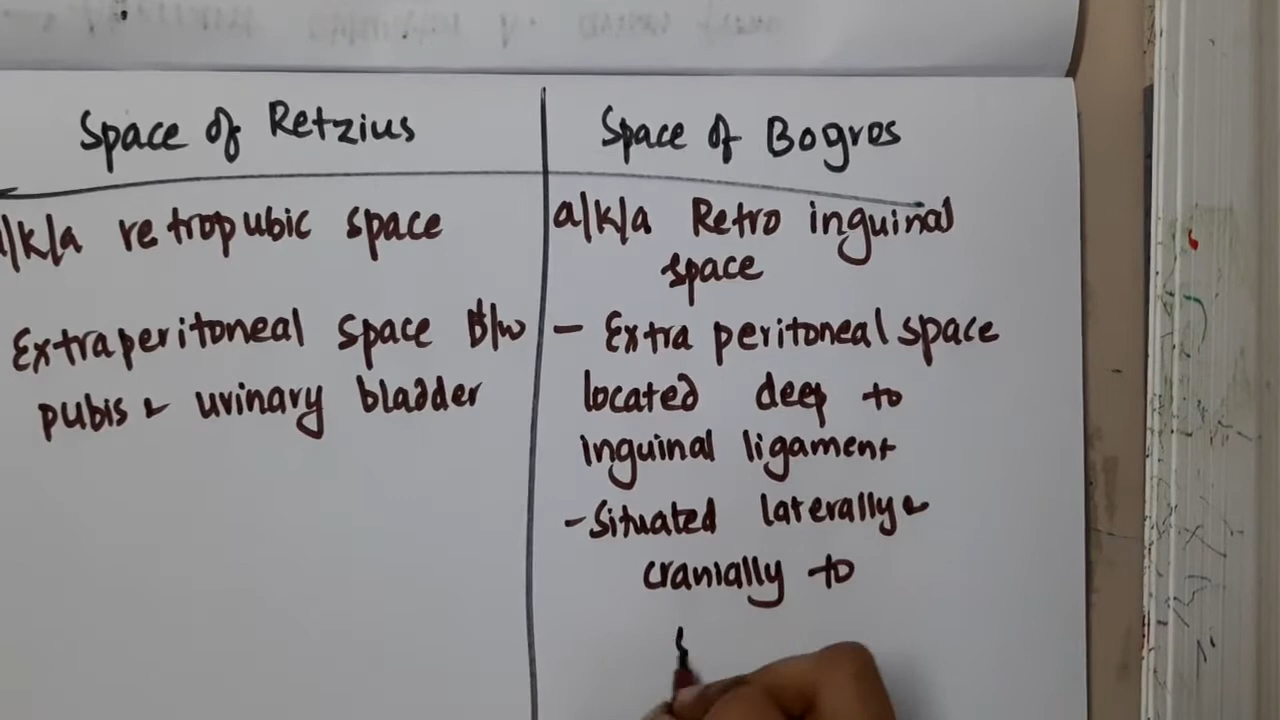 Space of Retzius
a/k/a retropubic space
Extraperitoneal space B/w
pubis & urinary bladder
Space of Bogros
a/k/a Retro inguinal
space
- Extra peritoneal space
located deep to
inguinal ligament
- Situated laterally &
cranially to